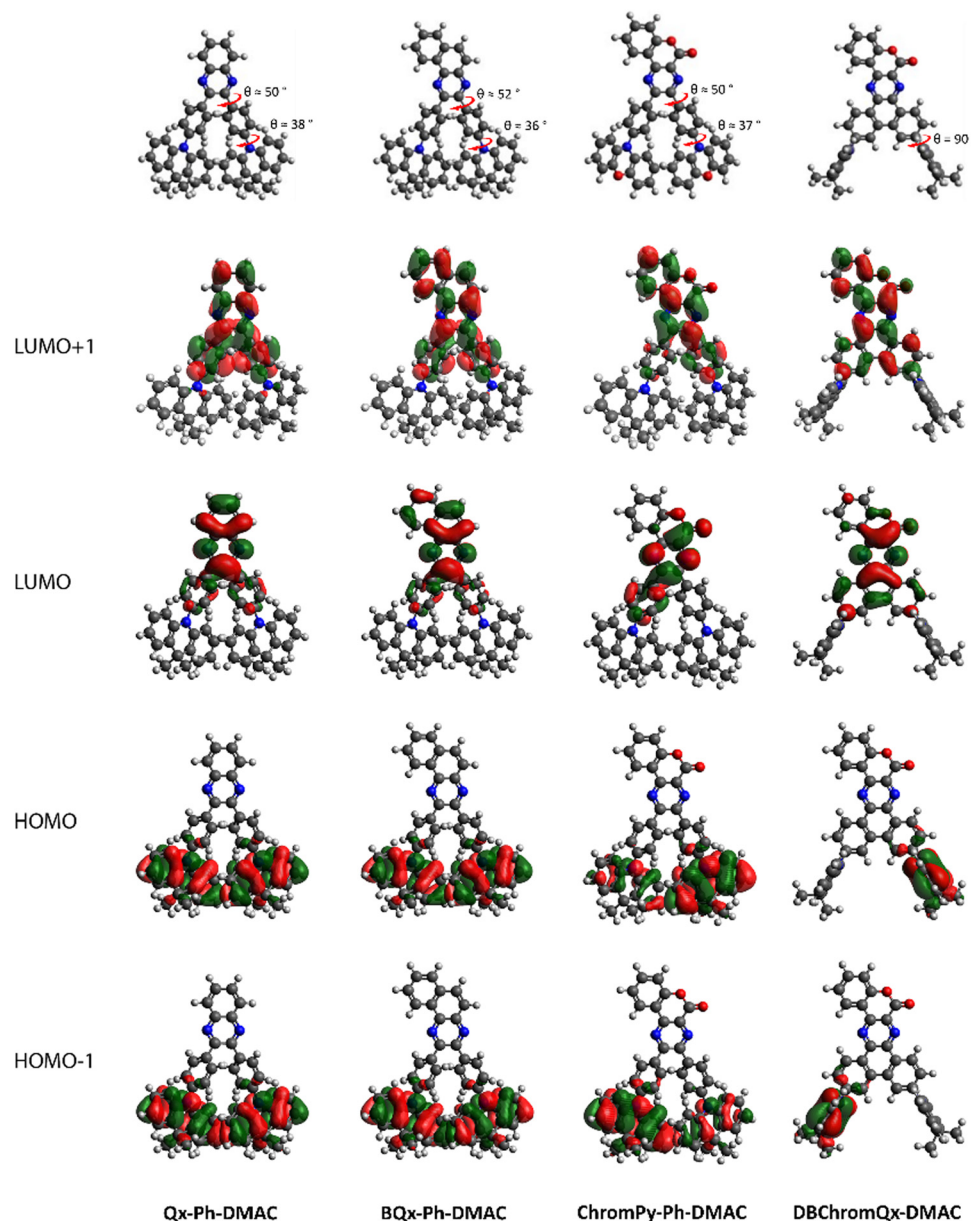 θ ≈ 50 °
θ ≈ 38 °
θ ≈ 52 °
θ ≈ 36 °
θ ≈ 50 °
θ ≈ 37 °
θ = 90
LUMO+1
LUMO
HOMO
HOMO-1
Qx-Ph-DMAC
BQx-Ph-DMAC
ChromPy-Ph-DMAC
DBChromQx-DMAC